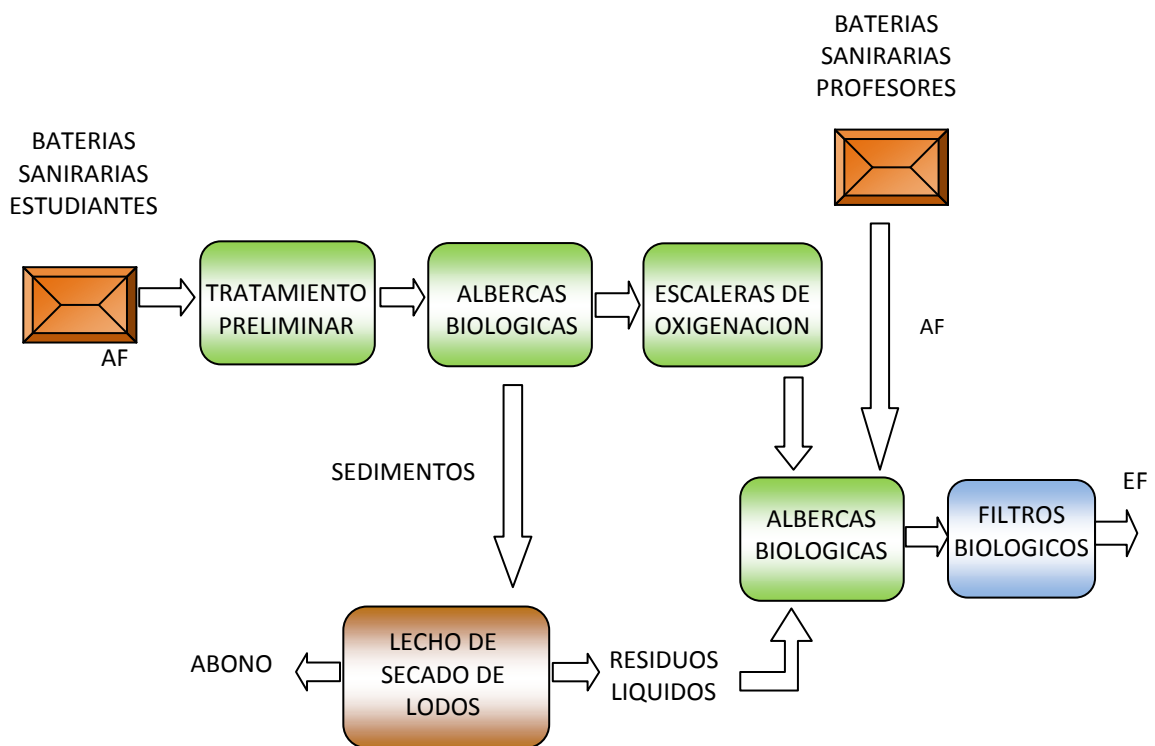 BATERIAS
SANIRARIAS
PROFESORES
BATERIAS
SANIRARIAS
ESTUDIANTES
AF
TRATAMIENTO
PRELIMINAR
ALBERCAS
BIOLOGICAS
ESCALERAS DE
OXIGENACION
AF
SEDIMENTOS
ALBERCAS
BIOLOGICAS
FILTROS
BIOLOGICOS
EF
LECHO DE
SECADO DE
LODOS
ABONO
RESIDUOS
LIQUIDOS